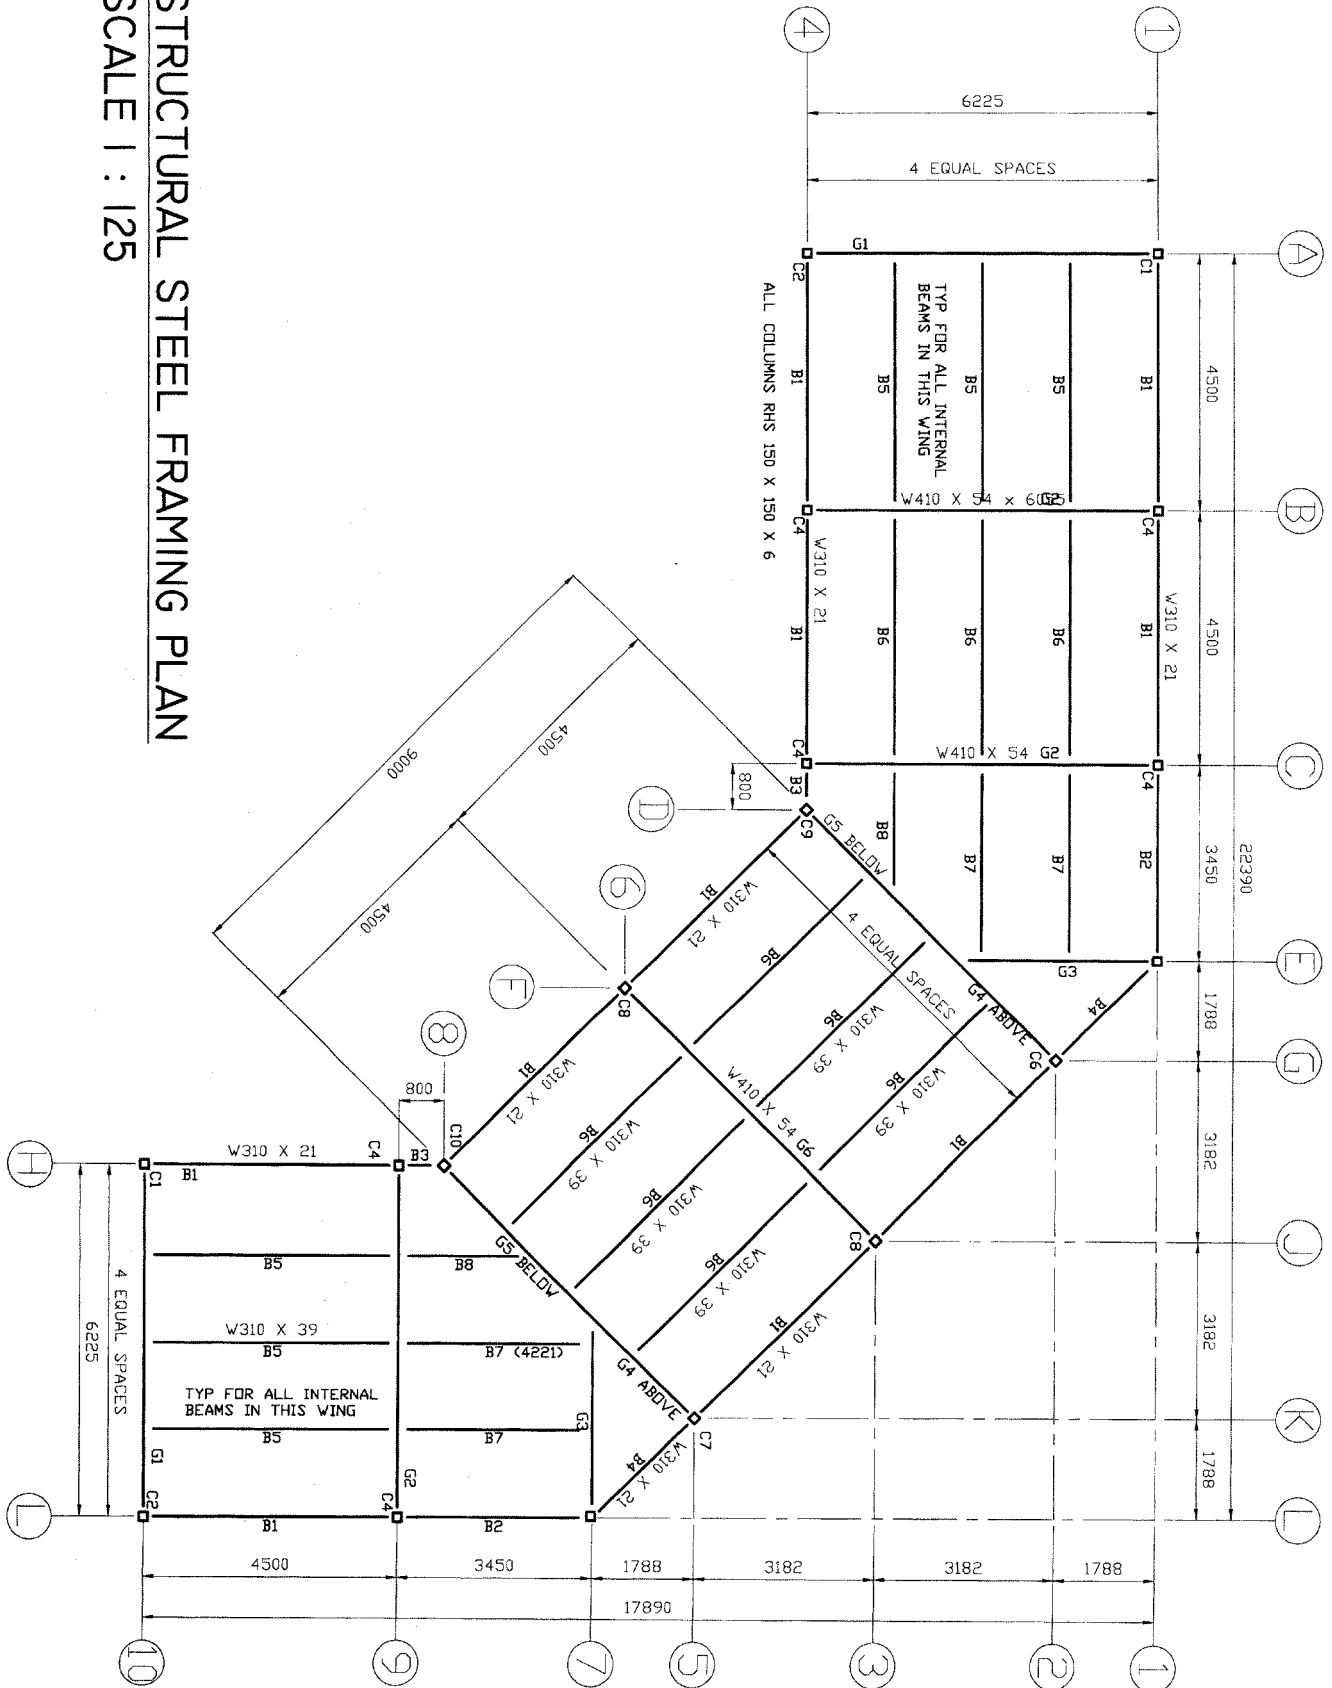 STRUCTURAL STEEL FRAMING PLAN
SCALE 1 : 125
4
1
6225
4 EQUAL SPACES
A
G1
C2
C1
4500
22390
TYP FOR ALL INTERNAL
BEAMS IN THIS WING
ALL COLUMNS RHS 150 X 150 X 6
B1
B5
B5
B5
B1
W410 X 54 x
G2
B
C4
C4
W310 X 21
W310 X 21
4500
B1
B6
B6
B6
B1
W410 X 54 G2
C
C4
C4
B3
800
3450
D
C9
G5 BELOW
B8
B7
B7
B2
E
G3
4500
9000
4500
6
F
8
800
B1
W310 X 21
4 EQUAL SPACES
B6
B6
W310 X 39
B6
W310 X 39
G4 ABOVE
C6
B4
1788
G
C8
W410 X 54 G6
B1
W310 X 21
B6
W310 X 39
B6
W310 X 39
B6
W310 X 39
B1
3182
J
C8
B1
W310 X 21
3182
K
C10
B3
C4
W310 X 21
B1
H
C1
G5 BELOW
G4 ABOVE
C7
B4
W310 X 21
1788
L
B5
B8
W310 X 39
B5
B7 (4221)
TYP FOR ALL INTERNAL
BEAMS IN THIS WING
B5
B7
G3
4 EQUAL SPACES
6225
G1
G2
C2
C4
L
B1
B2
4500
3450
1788
3182
3182
1788
17890
10
9
7
5
3
2
1